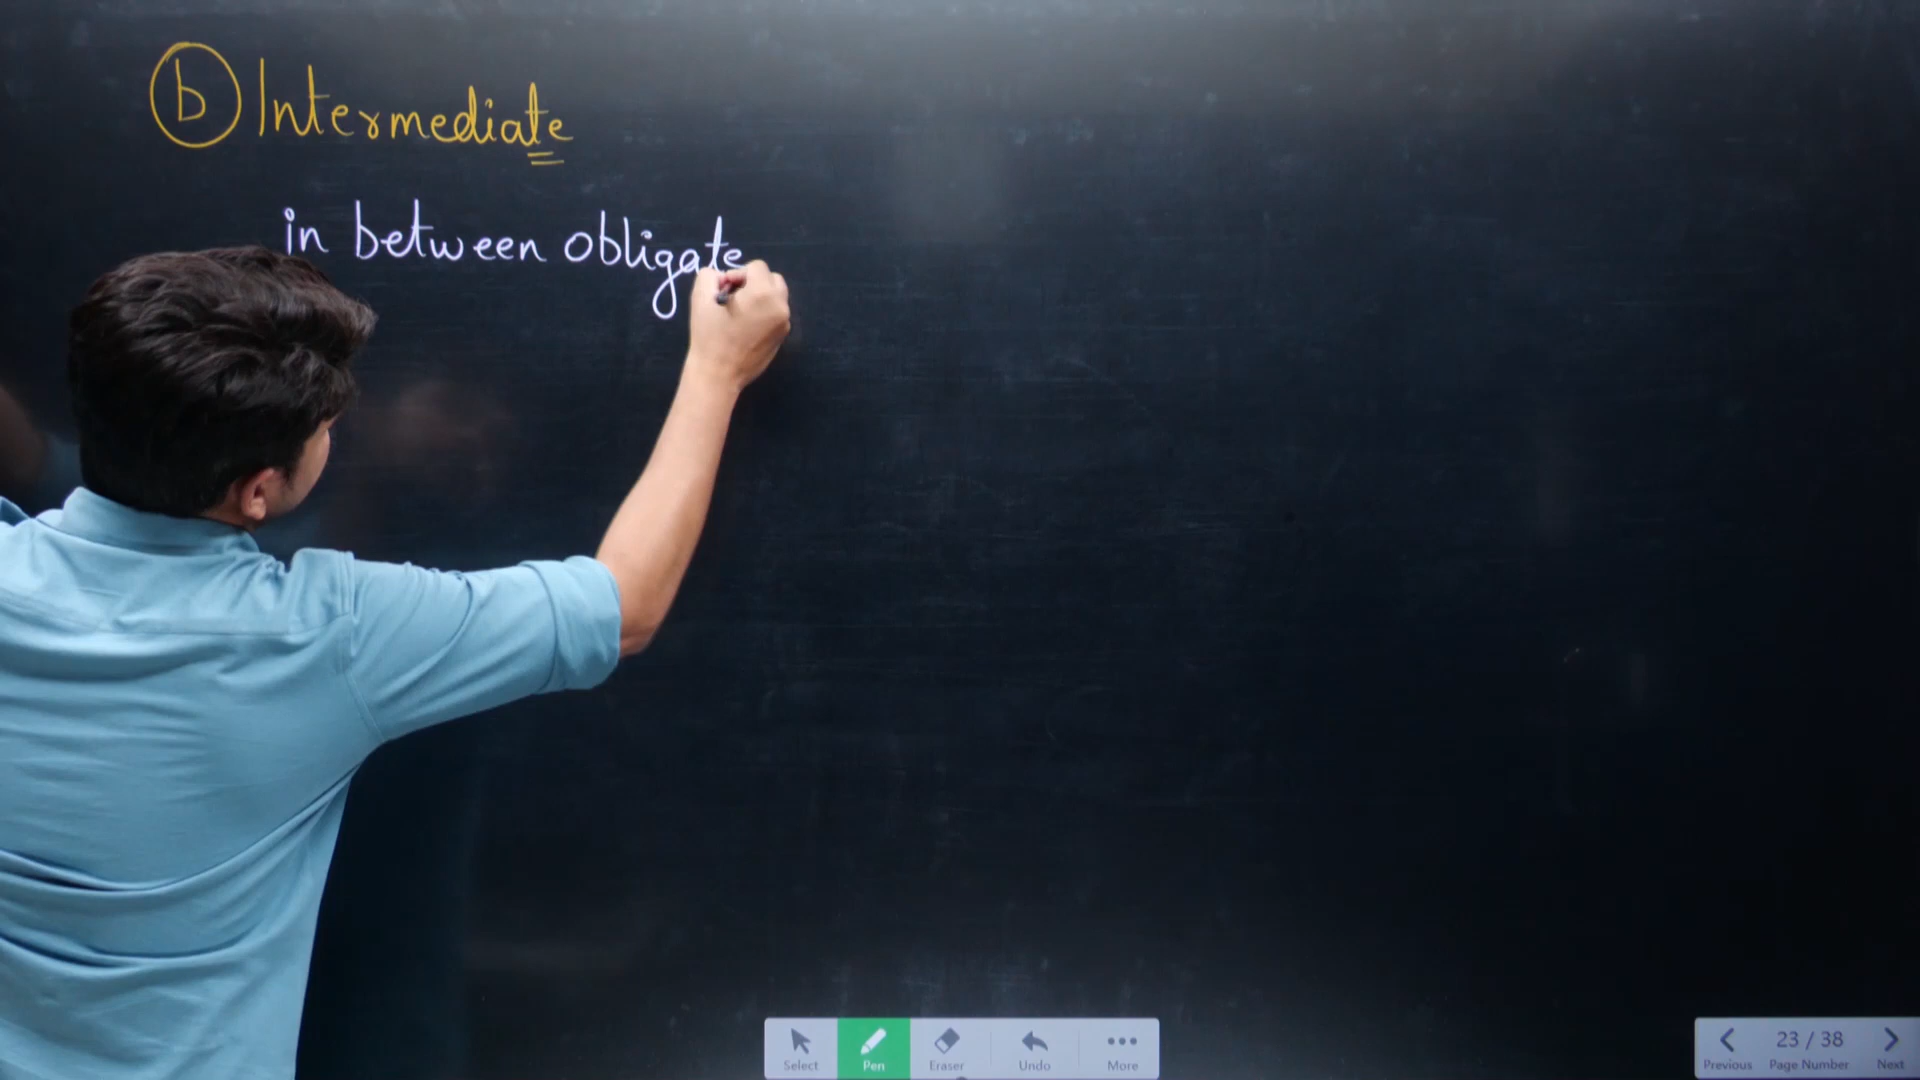 b Intermediate
in between obligate
Select Pen Eraser Undo More
23 / 38
Previous Page Number Next